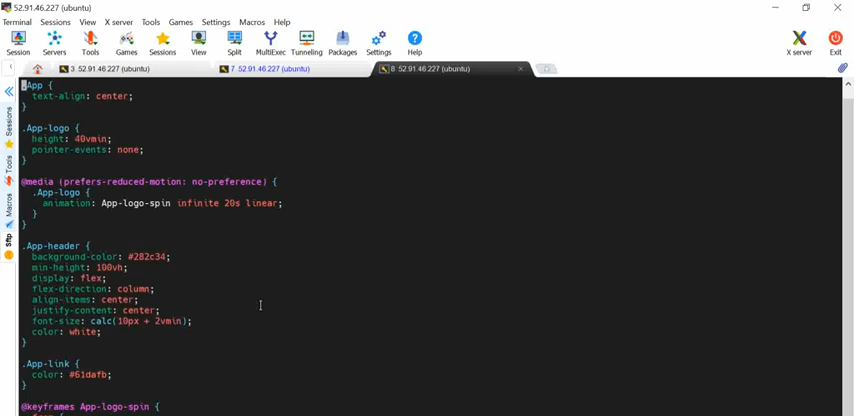 52.91.46.227 (ubuntu)
Terminal Sessions View X server Tools Games Settings Macros Help
Session Servers Tools Games Sessions View Split MultiExec Tunneling Packages Settings Help X server Exit
3. 52.91.46.227 (ubuntu) 7. 52.91.46.227 (ubuntu) 8. 52.91.46.227 (ubuntu)
Sessions
Tools
Macros
Sftp
.App {
text-align: center;
}
.App-logo {
height: 40vmin;
pointer-events: none;
}
@media (prefers-reduced-motion: no-preference) {
.App-logo {
animation: App-logo-spin infinite 20s linear;
}
}
.App-header {
background-color: #282c34;
min-height: 100vh;
display: flex;
flex-direction: column;
align-items: center;
justify-content: center;
font-size: calc(10px + 2vmin);
color: white;
}
.App-link {
color: #61dafb;
}
@keyframes App-logo-spin {